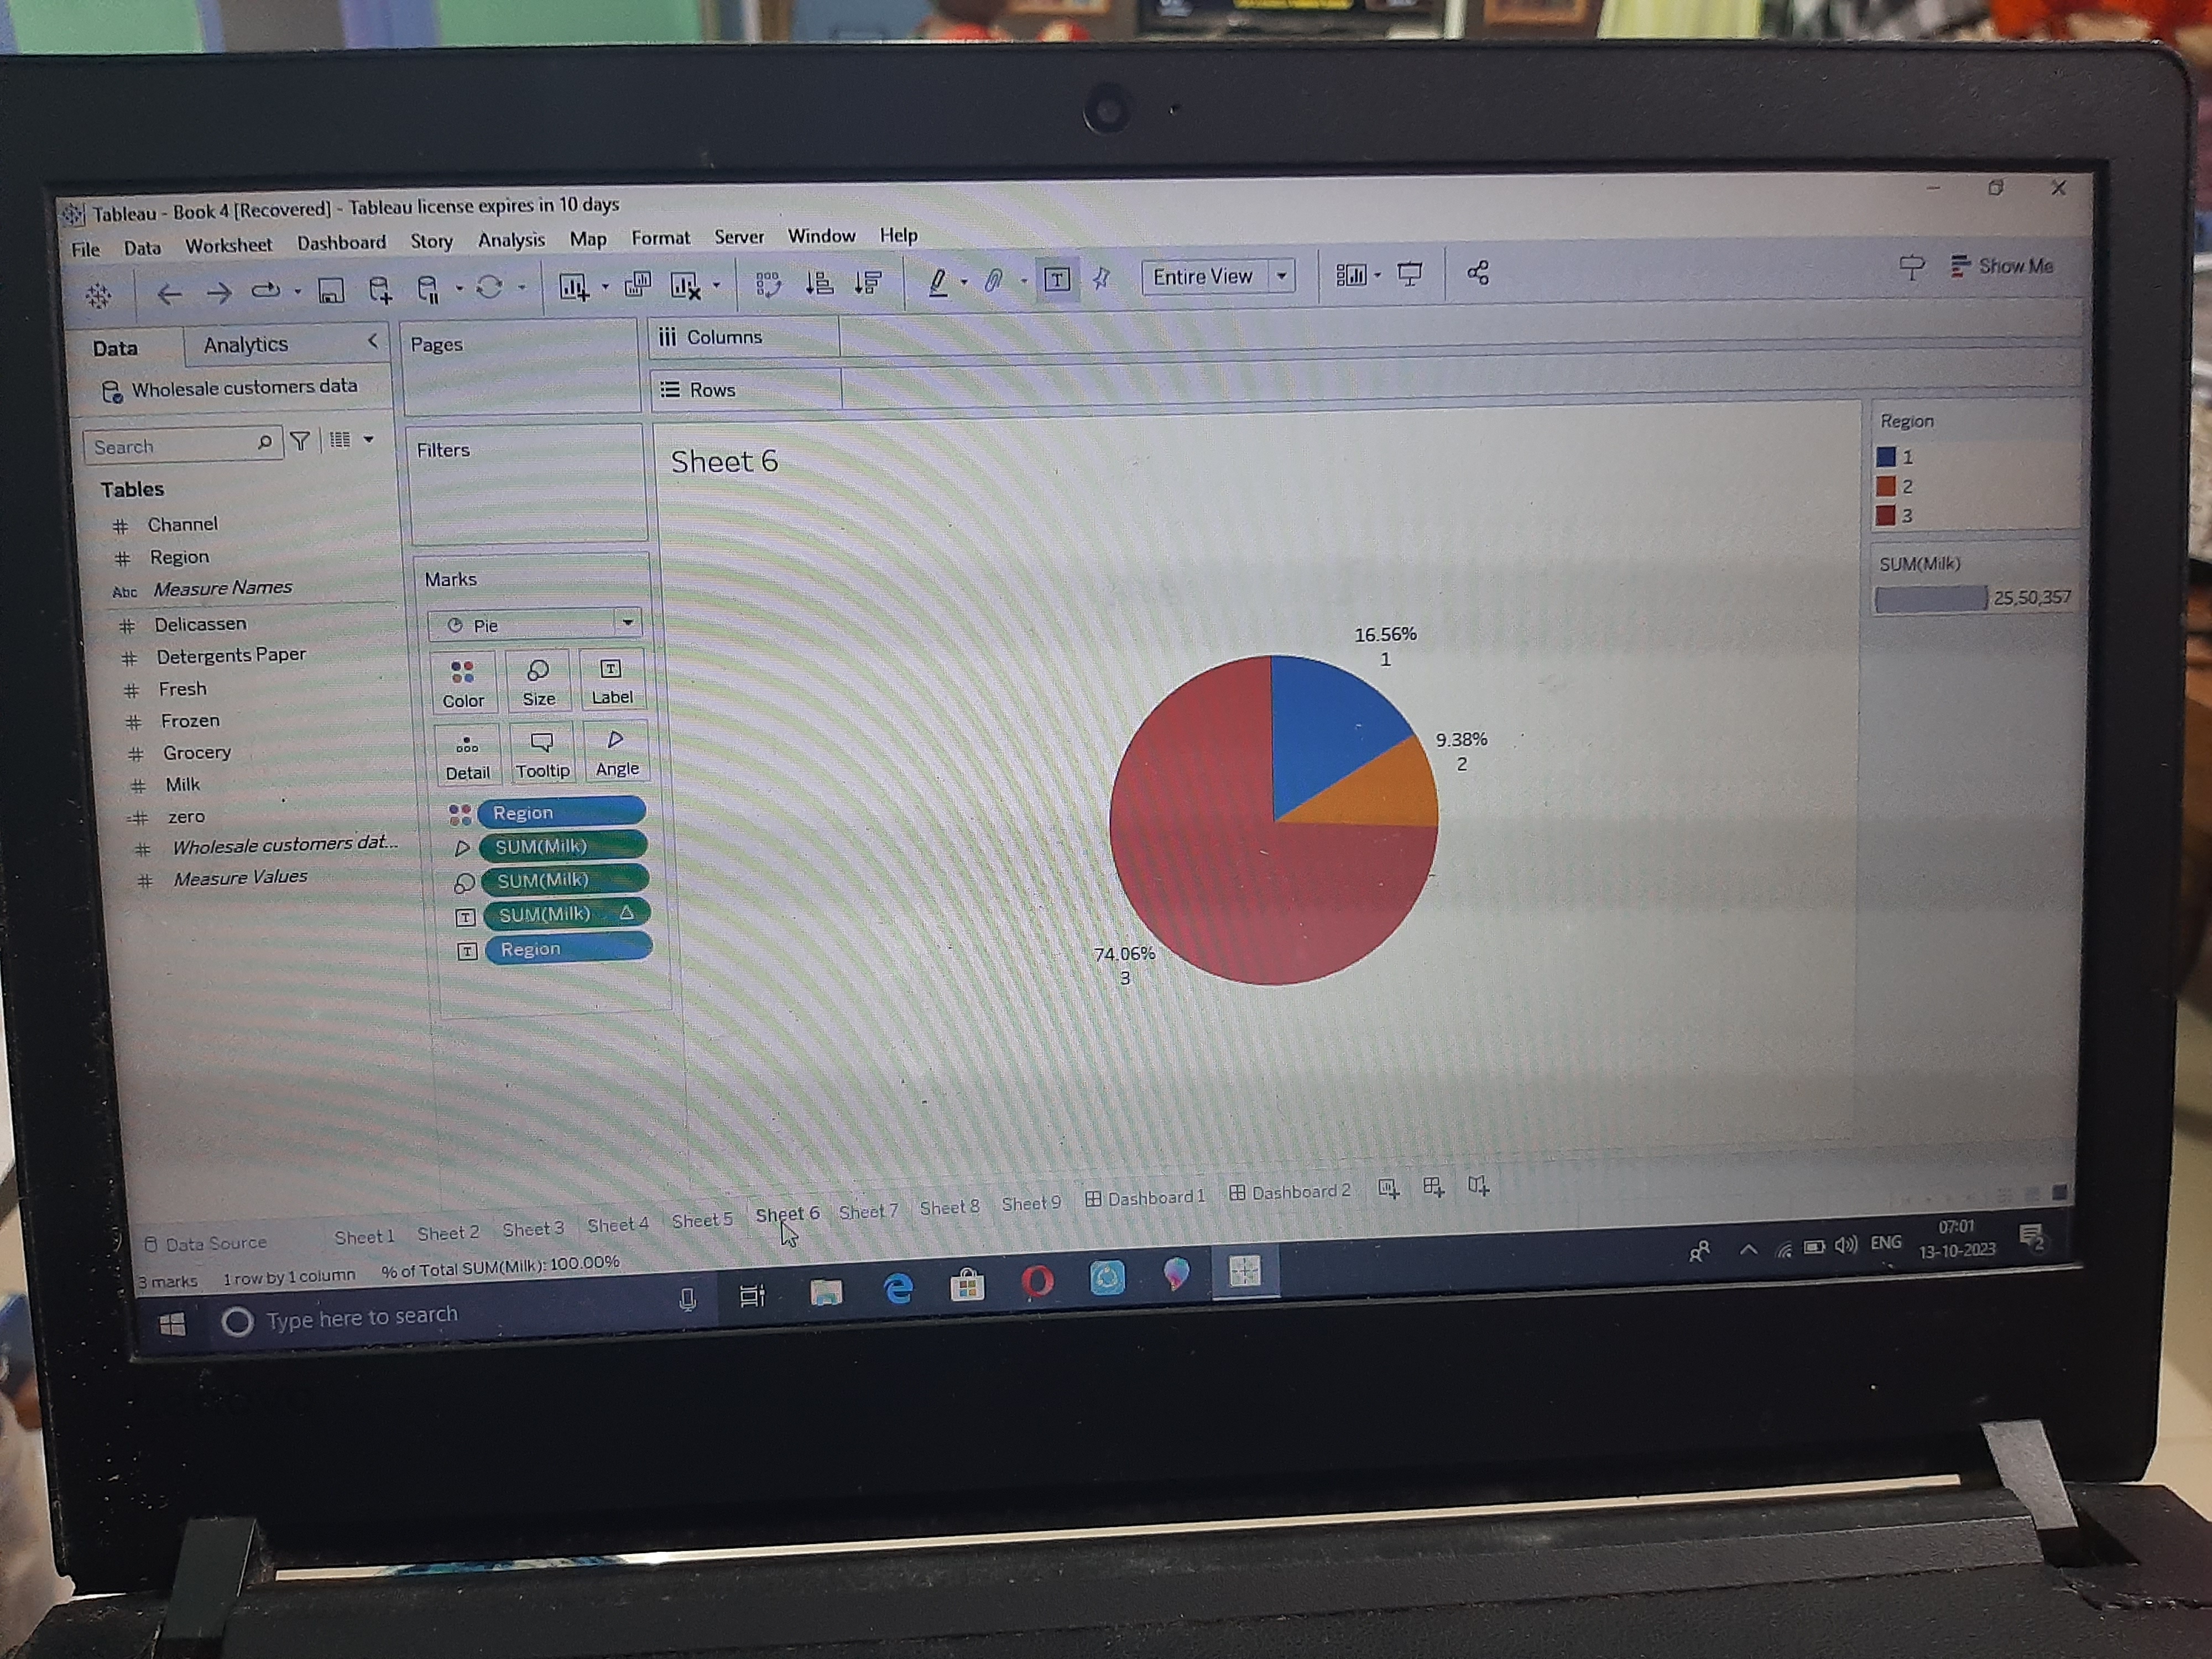 Tableau - Book 4 [Recovered] - Tableau license expires in 10 days
File Data Worksheet Dashboard Story Analysis Map Format Server Window Help
Entire View
Show Me
Data Analytics
Pages
Columns
Wholesale customers data
Rows
Search
Filters
Sheet 6
Region
1
2
3
SUM(Milk)
25,50,357
Tables
Channel
Region
Abc Measure Names
Delicassen
Detergents Paper
Fresh
Frozen
Grocery
Milk
zero
Wholesale customers dat...
Measure Values
Marks
Pie
Color Size Label
Detail Tooltip Angle
Region
SUM(Milk)
SUM(Milk)
SUM(Milk)
Region
16.56%
1
9.38%
2
74.06%
3
Data Source Sheet 1 Sheet 2 Sheet 3 Sheet 4 Sheet 5 Sheet 6 Sheet 7 Sheet 8 Sheet 9 Dashboard 1 Dashboard 2
3 marks 1 row by 1 column % of Total SUM(Milk): 100.00%
Type here to search
ENG
07:01
13-10-2023
2